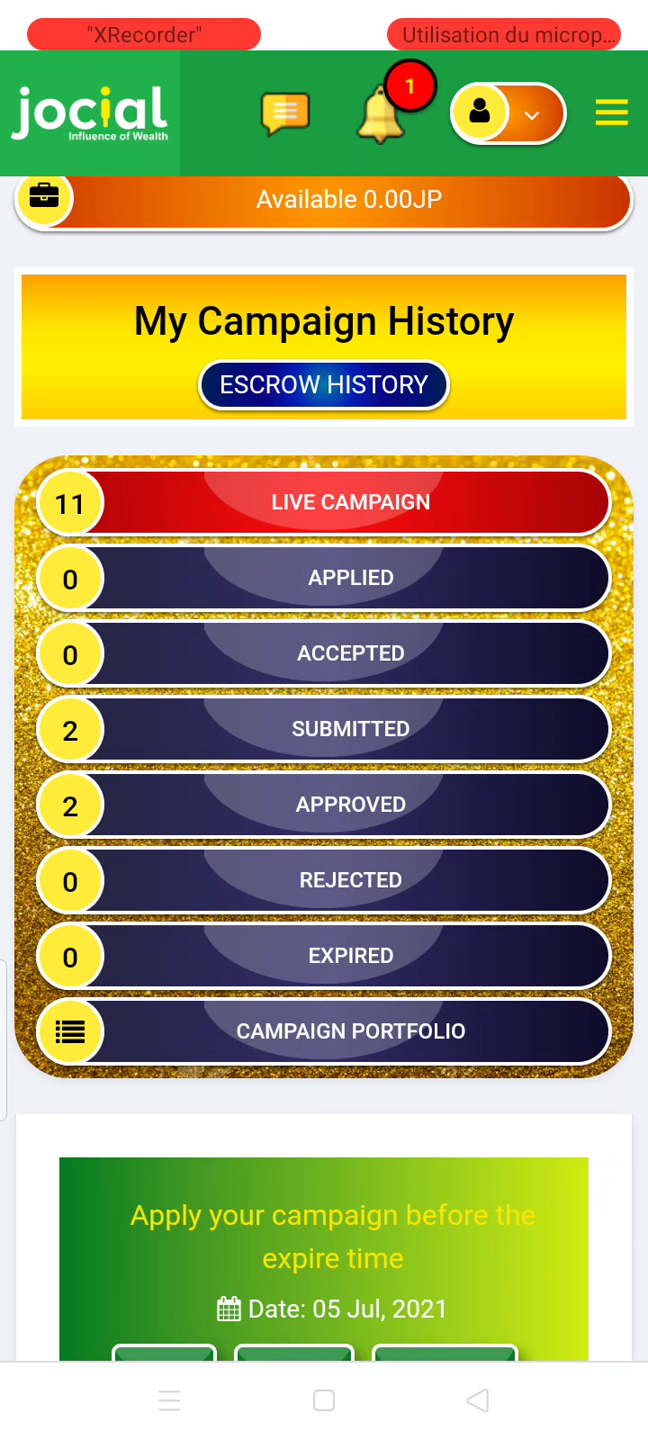 "XRecorder"
Utilisation du microp...
jocial
Influence of Wealth
1
Available 0.00JP
My Campaign History
ESCROW HISTORY
11 LIVE CAMPAIGN
0 APPLIED
0 ACCEPTED
2 SUBMITTED
2 APPROVED
0 REJECTED
0 EXPIRED
CAMPAIGN PORTFOLIO
Apply your campaign before the
expire time
Date: 05 Jul, 2021